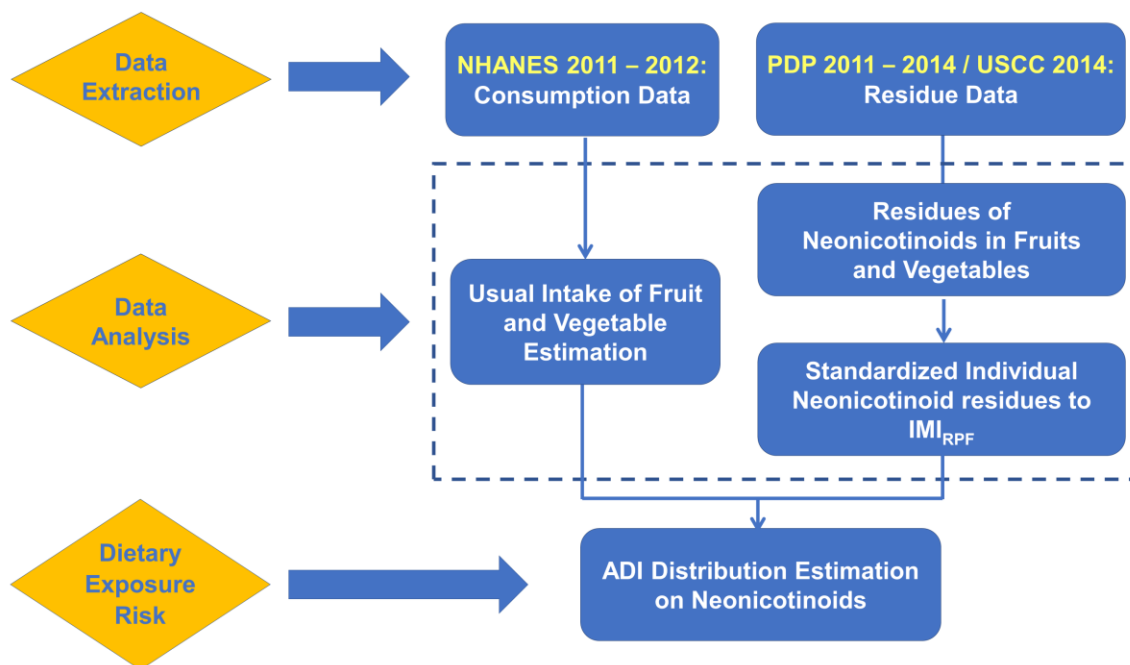 Data
Extraction
NHANES 2011 – 2012:
Consumption Data
PDP 2011 – 2014 / USCC 2014:
Residue Data
Residues of
Neonicotinoids in Fruits
and Vegetables
Data
Analysis
Usual Intake of Fruit
and Vegetable
Estimation
Standardized Individual
Neonicotinoid residues to
IMI_RPF
Dietary
Exposure
Risk
ADI Distribution Estimation
on Neonicotinoids